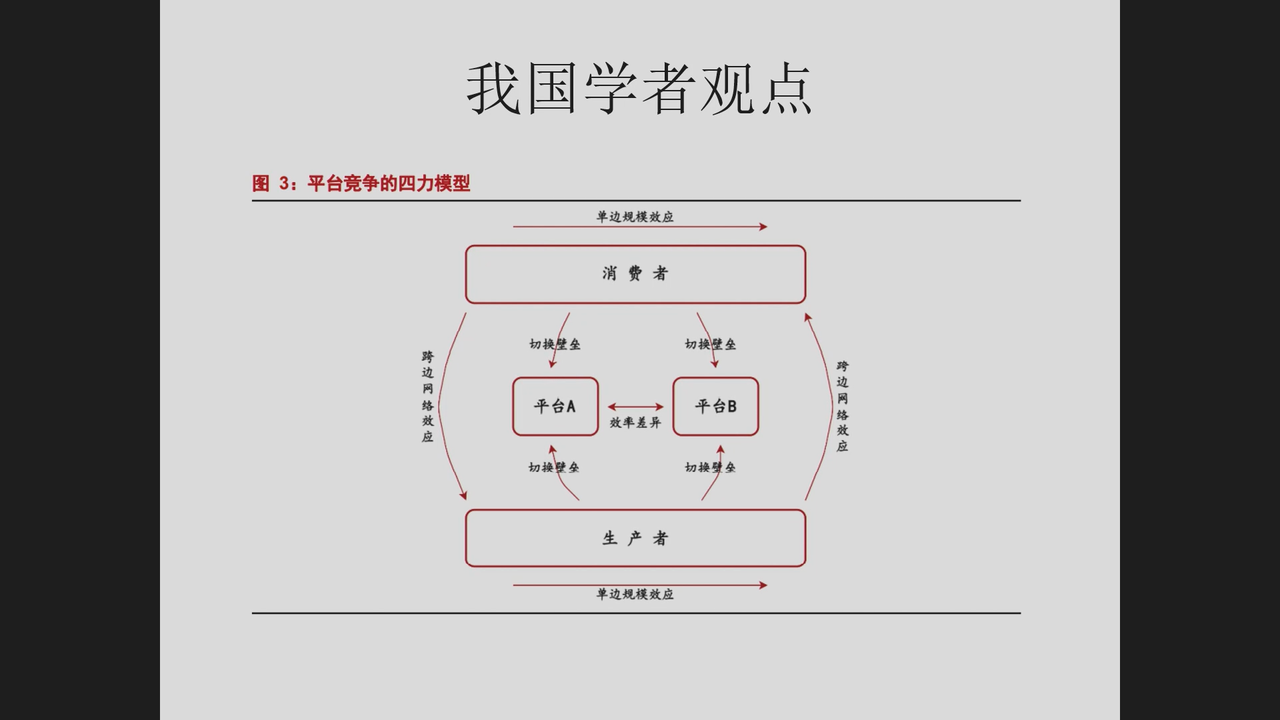 我国学者观点
图 3：平台竞争的四力模型
单边规模效应
消 费 者
切换壁垒
切换壁垒
跨边网络效应
跨边网络效应
平台A
效率差异
平台B
切换壁垒
切换壁垒
生 产 者
单边规模效应